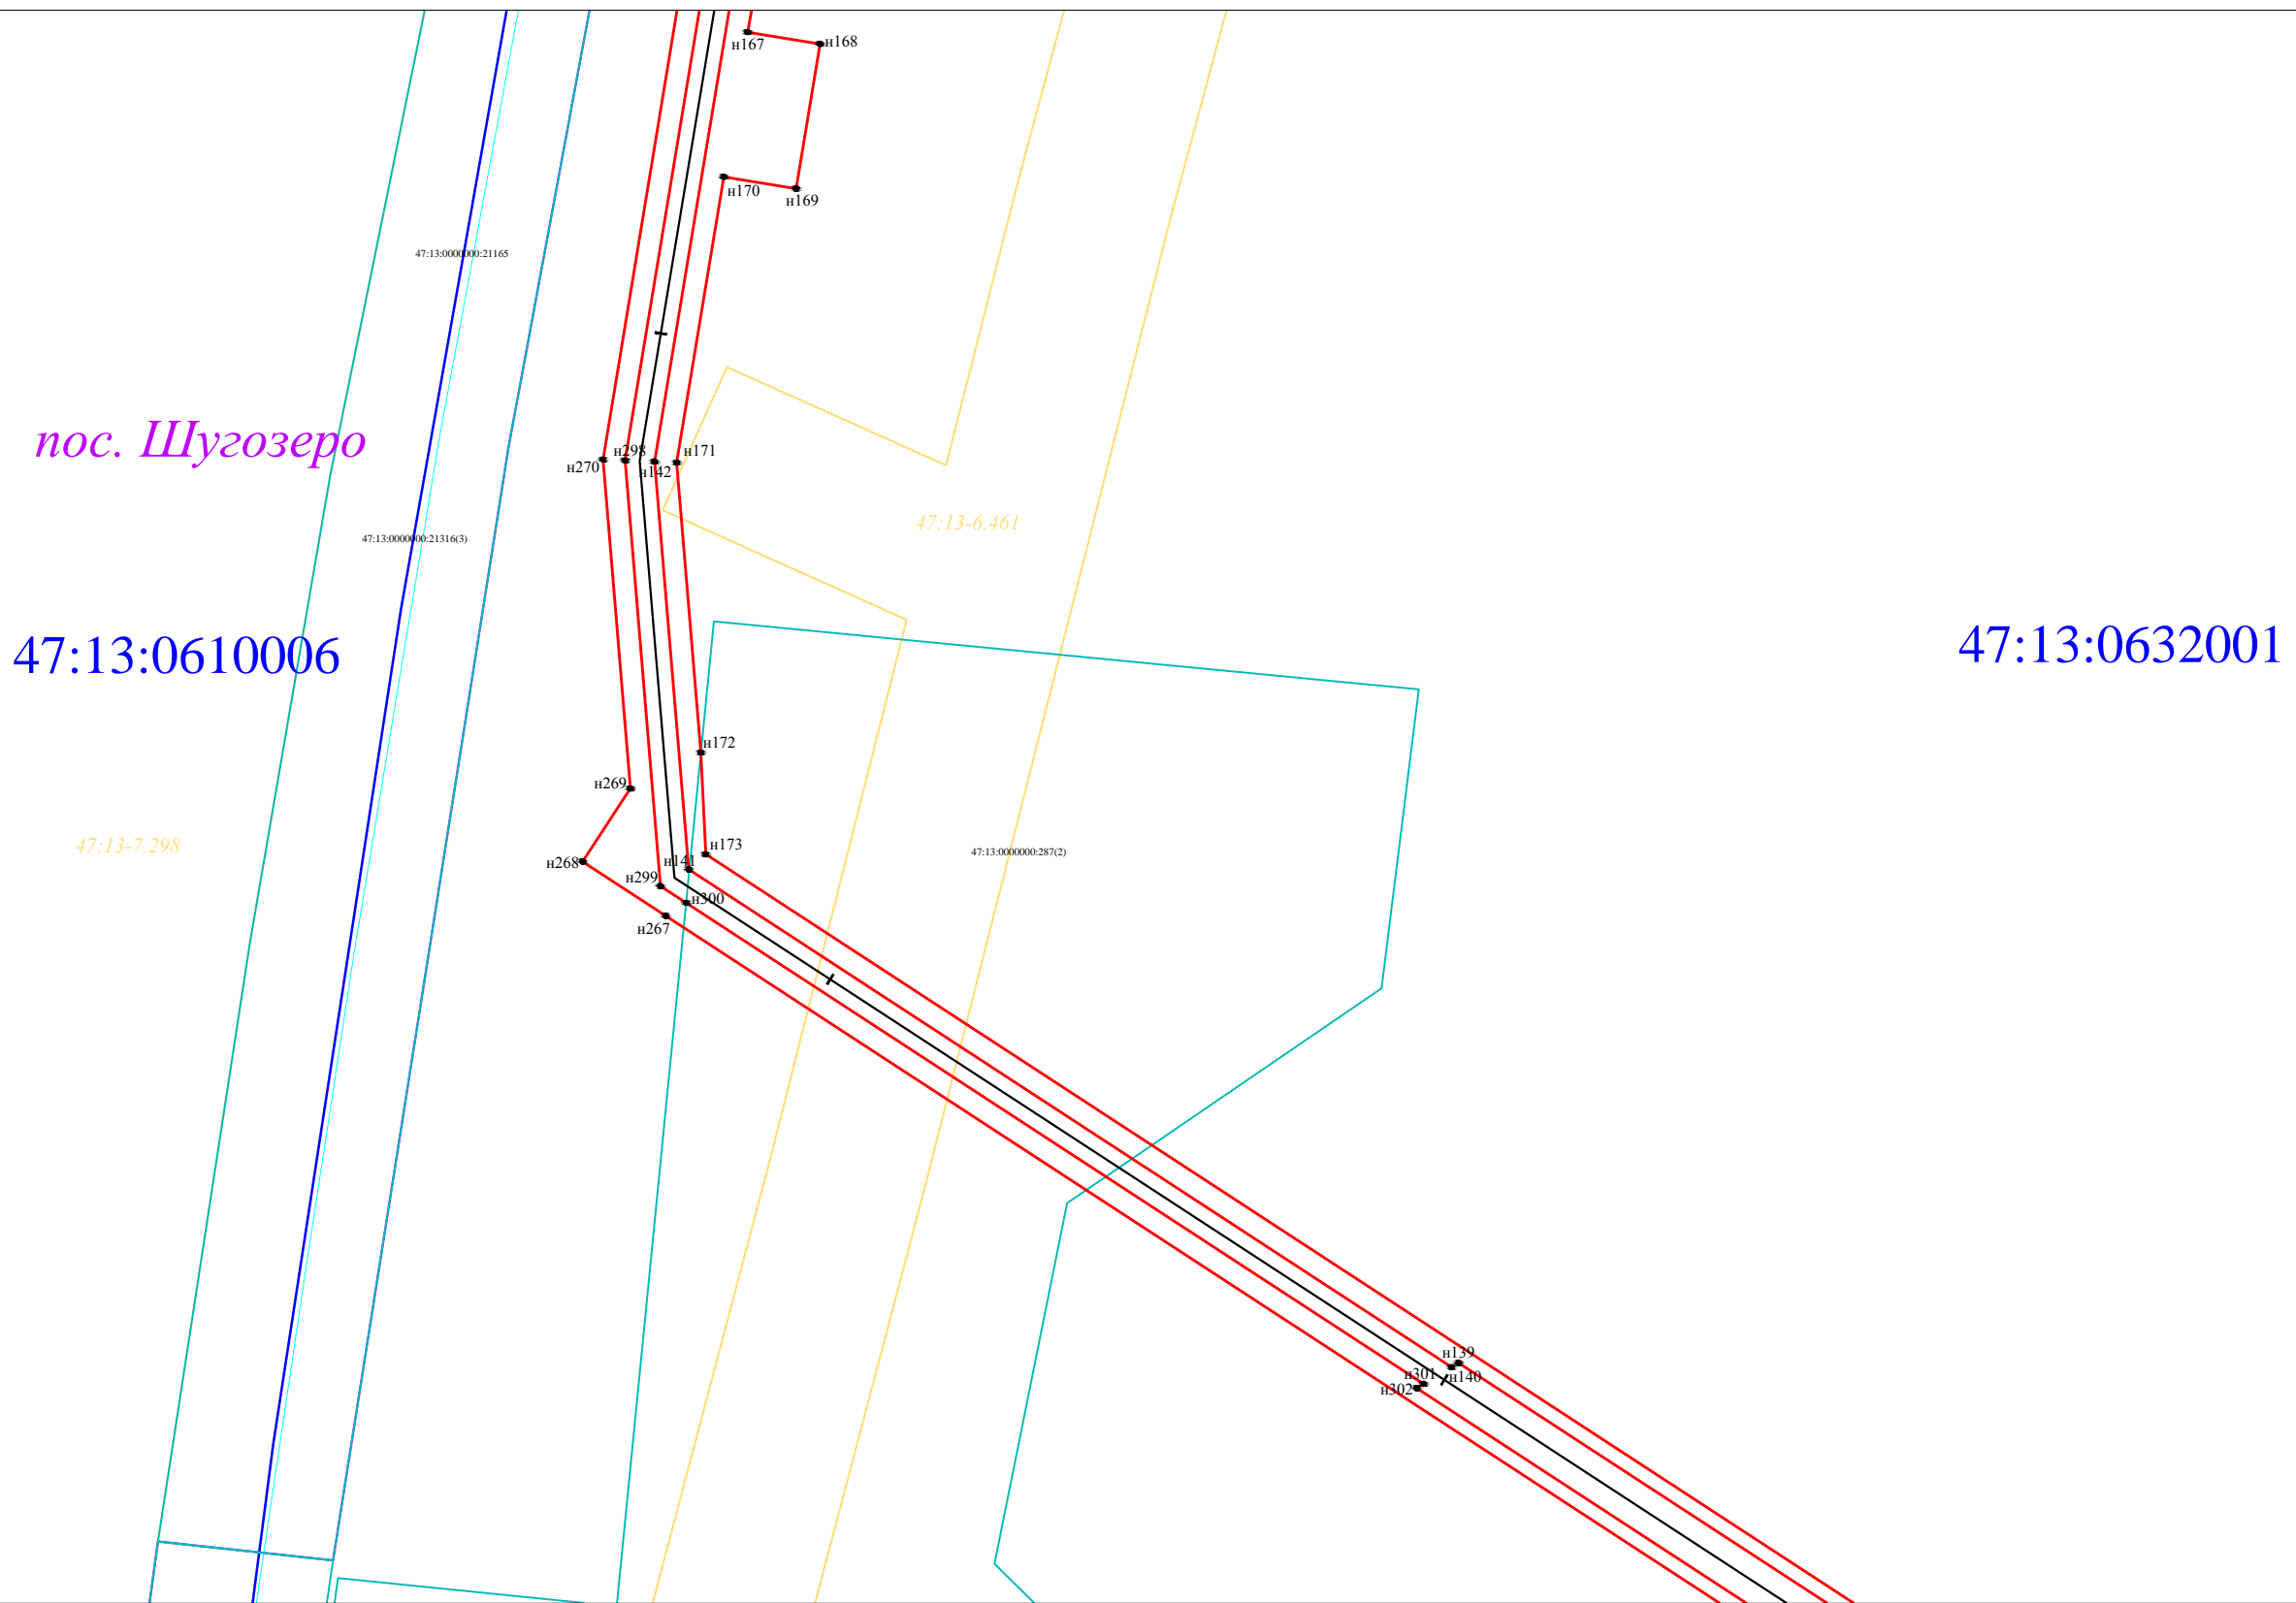 н167
н168
н170
н169
47:13:0000000:21165
пос. Шугозеро
н298
н171
н270
н142
47:13-6.461
47:13:0000000:21316(3)
47:13:0610006
47:13:0632001
н172
н269
47:13-7.298
н173
47:13:0000000:287(2)
н141
н268
н299
н300
н267
н139
н301
н140
н302